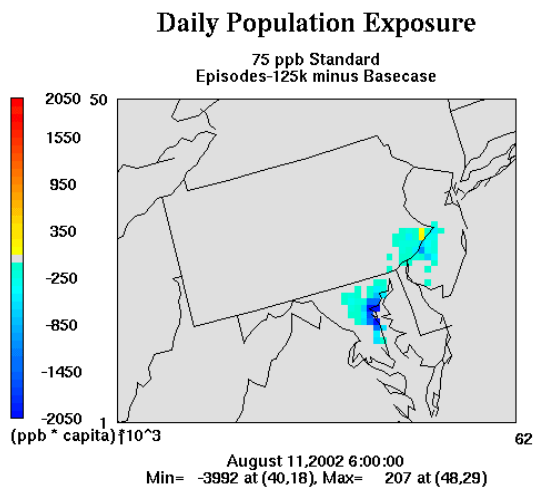 Daily Population Exposure
75 ppb Standard
Episodes-125k minus Basecase
2050
1550
950
350
-250
-850
-1450
-2050
(ppb * capita) *10^3
50
1
62
August 11,2002 6:00:00
Min= -3992 at (40,18), Max= 207 at (48,29)